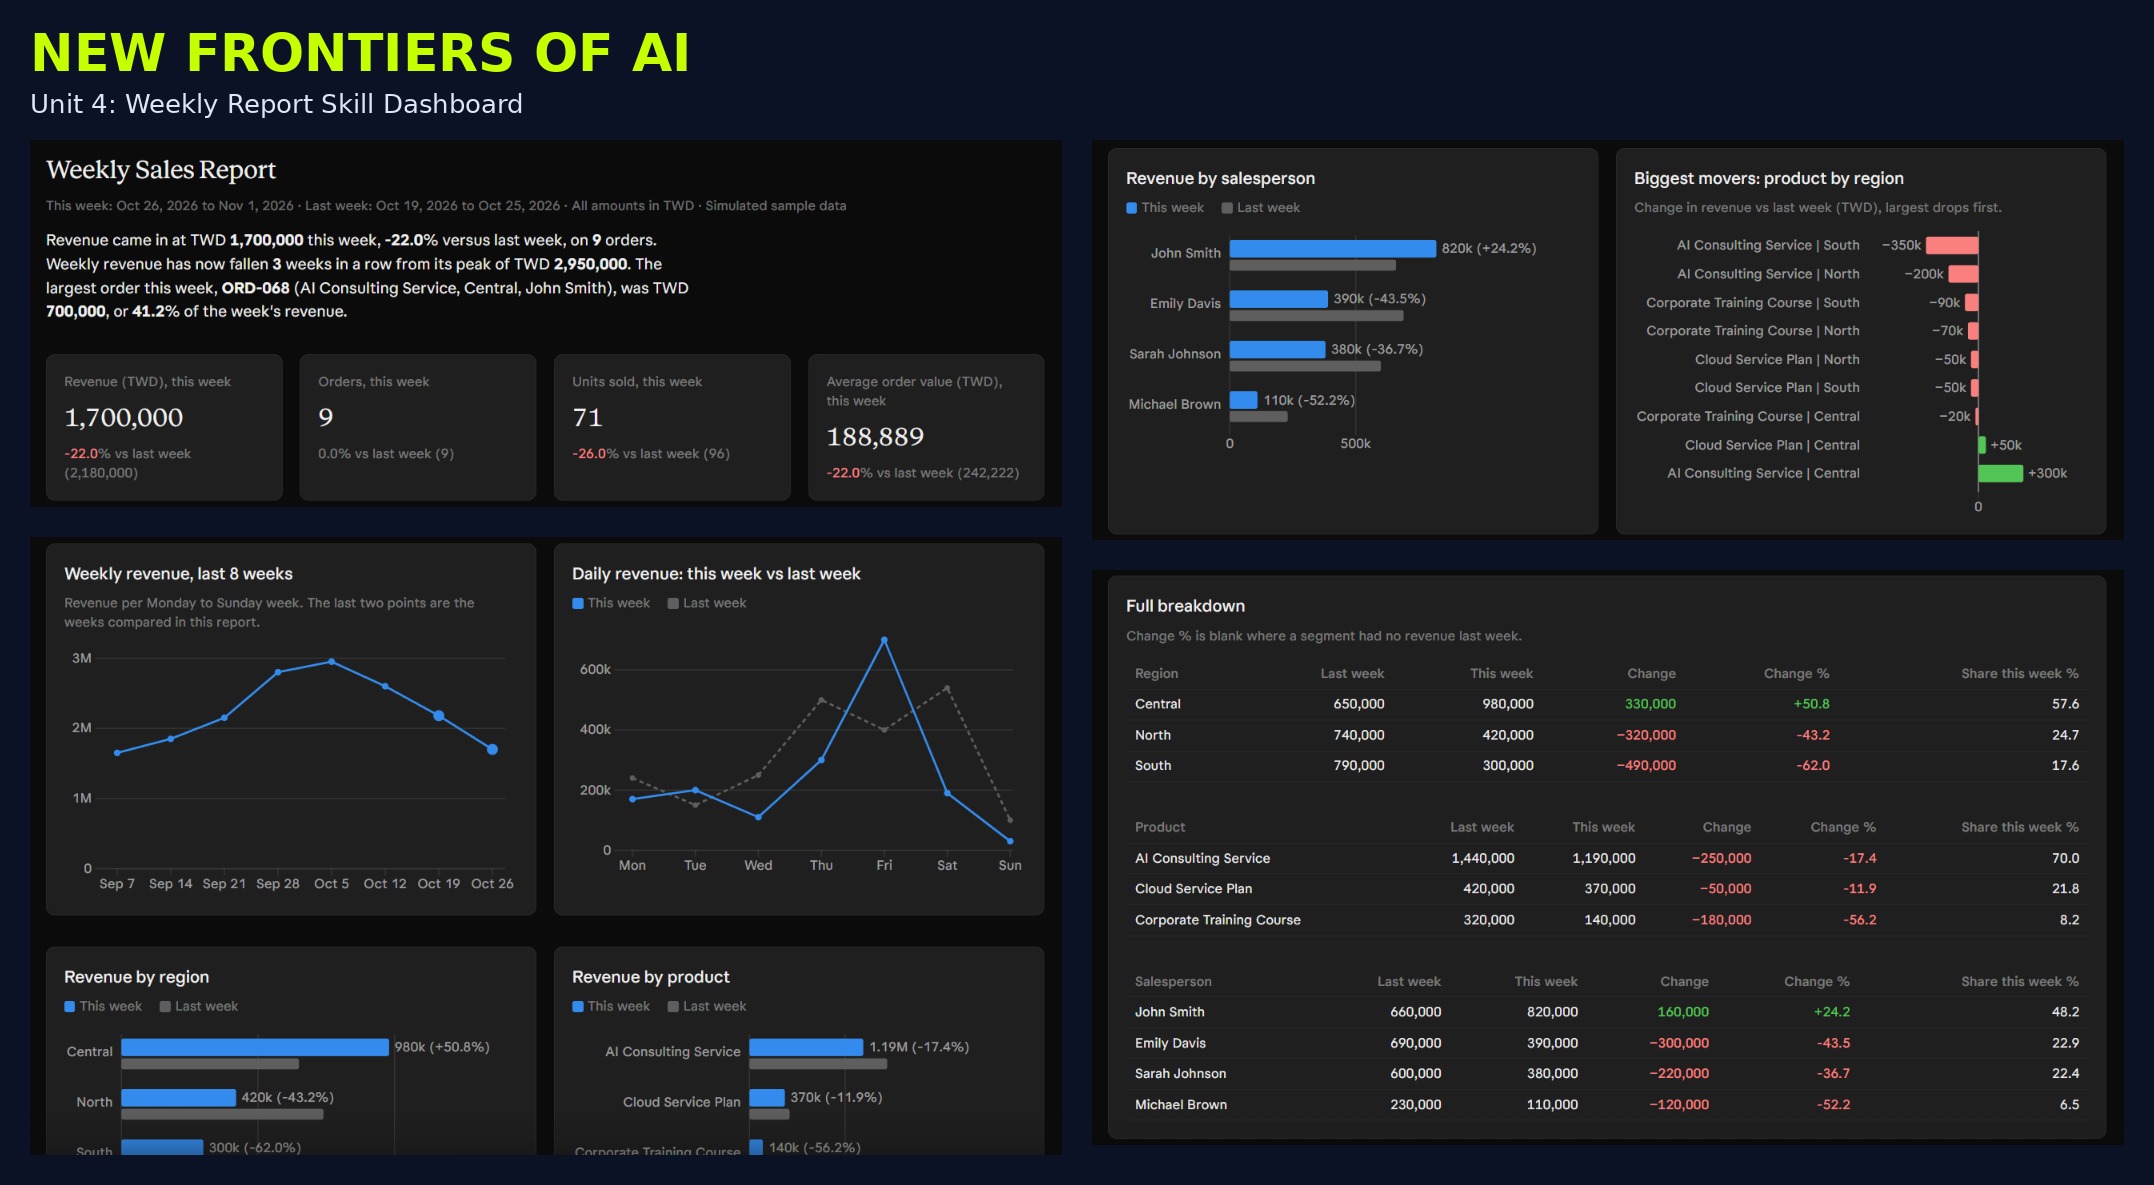 NEW FRONTIERS OF AI
Unit 4: Weekly Report Skill Dashboard
Weekly Sales Report
This week: Oct 26, 2026 to Nov 1, 2026 · Last week: Oct 19, 2026 to Oct 25, 2026 · All amounts in TWD · Simulated sample data
Revenue came in at TWD 1,700,000 this week, -22.0% versus last week, on 9 orders.
Weekly revenue has now fallen 3 weeks in a row from its peak of TWD 2,950,000. The
largest order this week, ORD-068 (AI Consulting Service, Central, John Smith), was TWD
700,000, or 41.2% of the week's revenue.
Revenue (TWD), this week
1,700,000
-22.0% vs last week
(2,180,000)
Orders, this week
9
0.0% vs last week (9)
Units sold, this week
71
-26.0% vs last week (96)
Average order value (TWD),
this week
188,889
-22.0% vs last week (242,222)
Weekly revenue, last 8 weeks
Revenue per Monday to Sunday week. The last two points are the
weeks compared in this report.
3M
2M
1M
0
Sep 7 Sep 14 Sep 21 Sep 28 Oct 5 Oct 12 Oct 19 Oct 26
Daily revenue: this week vs last week
This week Last week
600k
400k
200k
0
Mon Tue Wed Thu Fri Sat Sun
Revenue by region
This week Last week
Central 980k (+50.8%)
North 420k (-43.2%)
South 300k (-62.0%)
Revenue by product
This week Last week
AI Consulting Service 1.19M (-17.4%)
Cloud Service Plan 370k (-11.9%)
Corporate Training Course 140k (-56.2%)
Revenue by salesperson
This week Last week
John Smith 820k (+24.2%)
Emily Davis 390k (-43.5%)
Sarah Johnson 380k (-36.7%)
Michael Brown 110k (-52.2%)
0 500k
Biggest movers: product by region
Change in revenue vs last week (TWD), largest drops first.
AI Consulting Service | South −350k
AI Consulting Service | North −200k
Corporate Training Course | South −90k
Corporate Training Course | North −70k
Cloud Service Plan | North −50k
Cloud Service Plan | South −50k
Corporate Training Course | Central −20k
Cloud Service Plan | Central +50k
AI Consulting Service | Central +300k
0
Full breakdown
Change % is blank where a segment had no revenue last week.
Region Last week This week Change Change % Share this week %
Central 650,000 980,000 330,000 +50.8 57.6
North 740,000 420,000 −320,000 -43.2 24.7
South 790,000 300,000 −490,000 -62.0 17.6
Product Last week This week Change Change % Share this week %
AI Consulting Service 1,440,000 1,190,000 −250,000 -17.4 70.0
Cloud Service Plan 420,000 370,000 −50,000 -11.9 21.8
Corporate Training Course 320,000 140,000 −180,000 -56.2 8.2
Salesperson Last week This week Change Change % Share this week %
John Smith 660,000 820,000 160,000 +24.2 48.2
Emily Davis 690,000 390,000 −300,000 -43.5 22.9
Sarah Johnson 600,000 380,000 −220,000 -36.7 22.4
Michael Brown 230,000 110,000 −120,000 -52.2 6.5